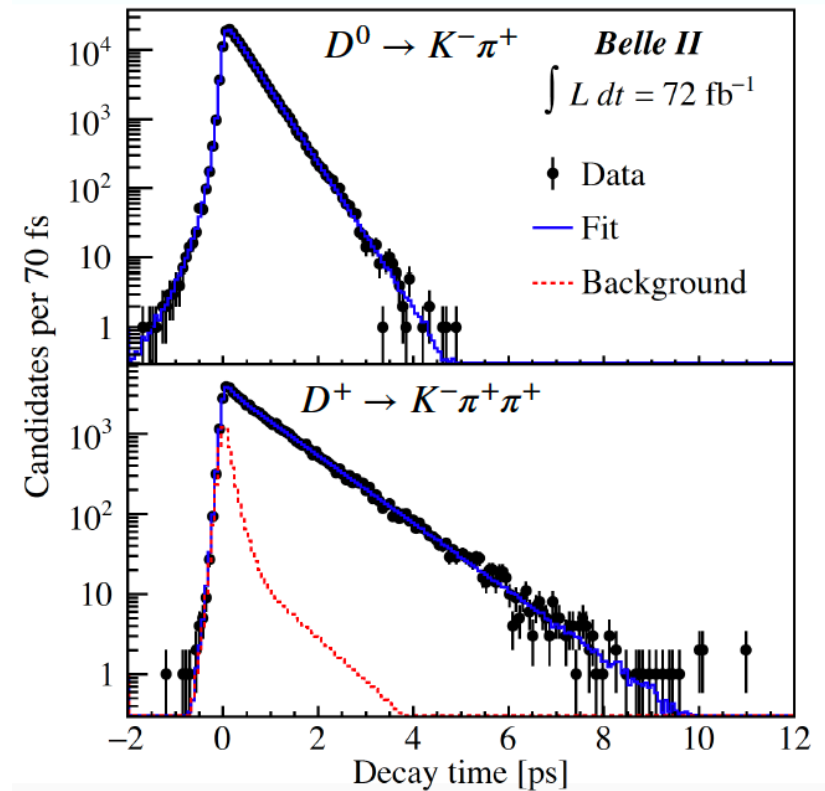 Candidates per 70 fs
10⁴
10³
10²
10
1
D⁰ → K⁻π⁺
Belle II
∫ L dt = 72 fb⁻¹
Data
Fit
Background
10³
10²
10
1
D⁺ → K⁻π⁺π⁺
−2 0 2 4 6 8 10 12
Decay time [ps]